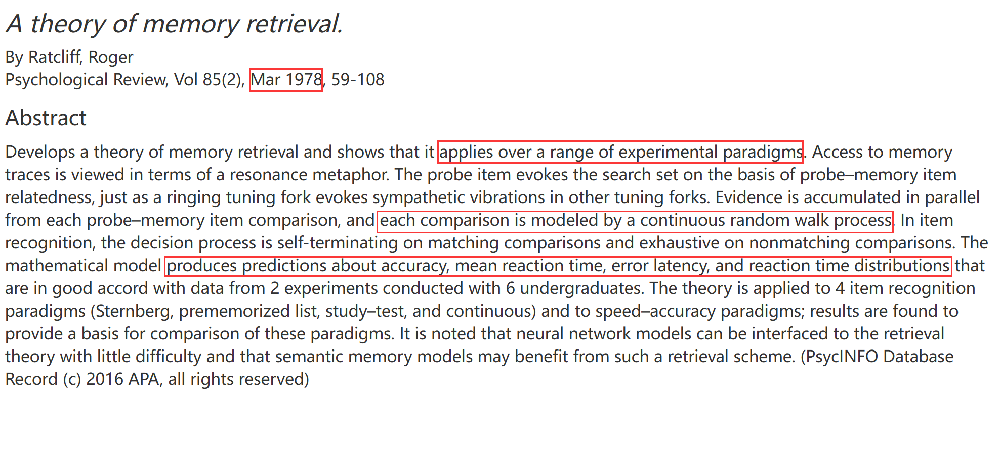 A theory of memory retrieval.
By Ratcliff, Roger
Psychological Review, Vol 85(2), Mar 1978, 59-108
Abstract
Develops a theory of memory retrieval and shows that it applies over a range of experimental paradigms. Access to memory
traces is viewed in terms of a resonance metaphor. The probe item evokes the search set on the basis of probe–memory item
relatedness, just as a ringing tuning fork evokes sympathetic vibrations in other tuning forks. Evidence is accumulated in parallel
from each probe–memory item comparison, and each comparison is modeled by a continuous random walk process. In item
recognition, the decision process is self-terminating on matching comparisons and exhaustive on nonmatching comparisons. The
mathematical model produces predictions about accuracy, mean reaction time, error latency, and reaction time distributions that
are in good accord with data from 2 experiments conducted with 6 undergraduates. The theory is applied to 4 item recognition
paradigms (Sternberg, prememorized list, study–test, and continuous) and to speed–accuracy paradigms; results are found to
provide a basis for comparison of these paradigms. It is noted that neural network models can be interfaced to the retrieval
theory with little difficulty and that semantic memory models may benefit from such a retrieval scheme. (PsycINFO Database
Record (c) 2016 APA, all rights reserved)